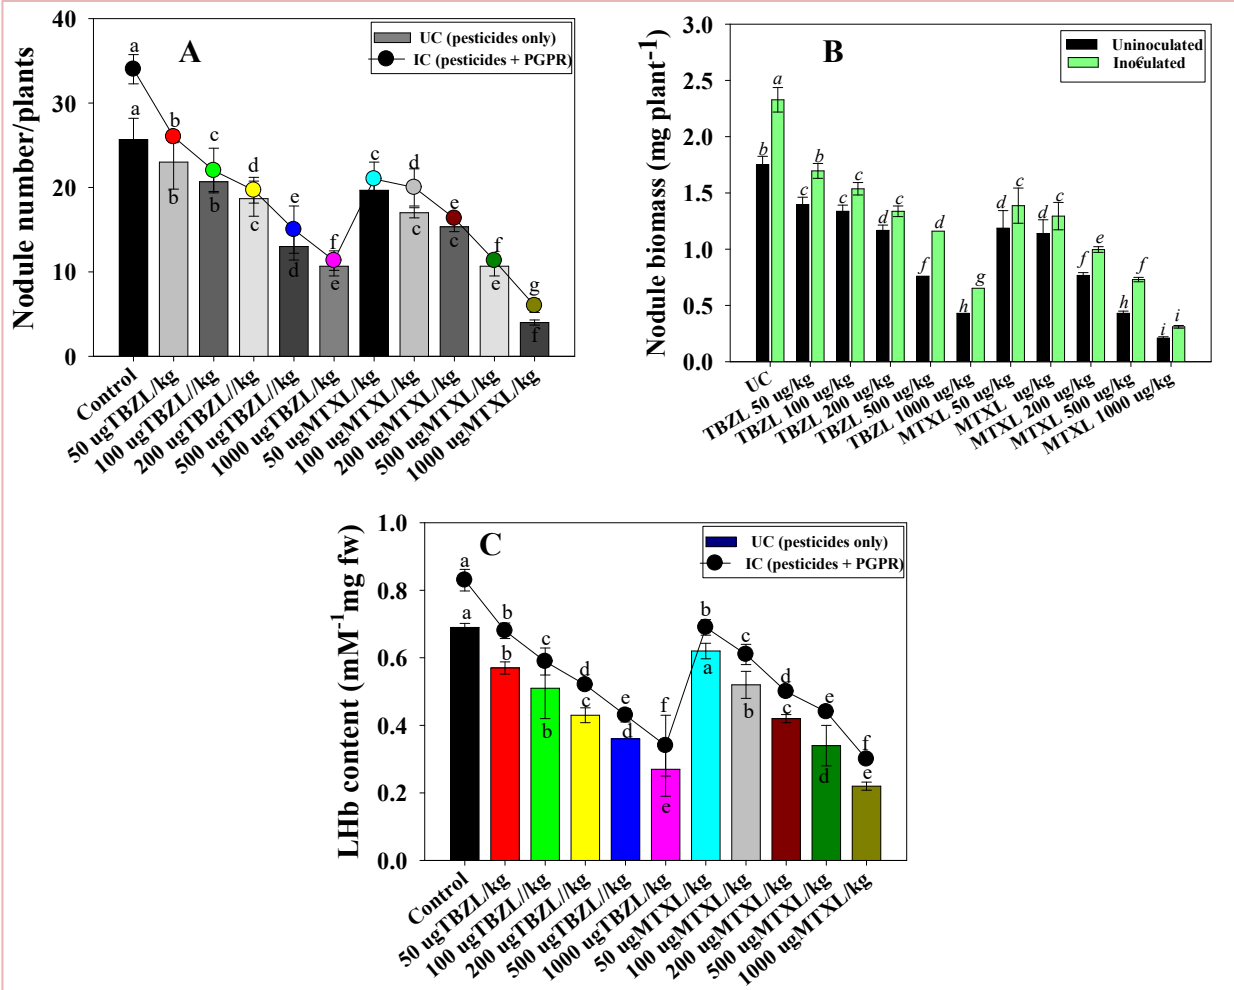 A
UC (pesticides only)
IC (pesticides + PGPR)
Nodule number/plants
40
30
20
10
0
a
a
b
b
c
b
d
c
e
d
f
e
c
d
c
e
c
f
e
g
f
Control
50 ugTBZL/kg
100 ugTBZL//kg
200 ugTBZL//kg
500 ugTBZL//kg
1000 ugTBZL/kg
50 ugMTXL/kg
100 ugMTXL/kg
200 ugMTXL/kg
500 ugMTXL/kg
1000 ugMTXL/kg
B
Uninoculated
Ino€ulated
Nodule biomass (mg plant⁻¹)
3.0
2.5
2.0
1.5
1.0
0.5
0.0
b
a
c
b
c
c
d
c
f
d
h
g
d
c
d
c
f
e
h
f
i
i
UC
TBZL 50 ug/kg
TBZL 100 ug/kg
TBZL 200 ug/kg
TBZL 500 ug/kg
TBZL 1000 ug/kg
MTXL 50 ug/kg
MTXL  ug/kg
MTXL 200 ug/kg
MTXL 500 ug/kg
MTXL 1000 ug/kg
C
UC (pesticides only)
IC (pesticides + PGPR)
LHb content (mM⁻¹mg fw)
1.0
0.8
0.6
0.4
0.2
0.0
a
a
b
b
c
b
d
c
e
d
f
e
b
a
c
b
d
c
e
d
f
e
Control
50 ugTBZL/kg
100 ugTBZL//kg
200 ugTBZL//kg
500 ugTBZL//kg
1000 ugTBZL/kg
50 ugMTXL/kg
100 ugMTXL/kg
200 ugMTXL/kg
500 ugMTXL/kg
1000 ugMTXL/kg